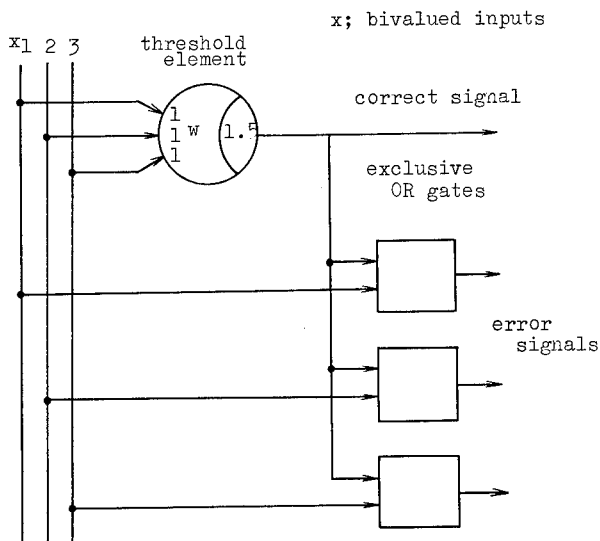 x; bivalued inputs
x1 2 3
threshold
element
1
1 w 1.5
1
correct signal
exclusive
OR gates
error
signals